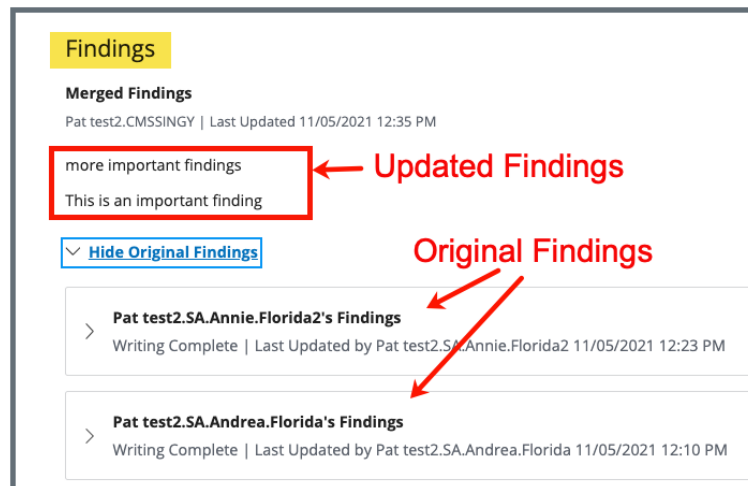 Findings
Merged Findings
Pat test2.CMSSINGY | Last Updated 11/05/2021 12:35 PM
more important findings
Updated Findings
This is an important finding
Hide Original Findings
Original Findings
Pat test2.SA.Annie.Florida2's Findings
Writing Complete | Last Updated by Pat test2.SA.Annie.Florida2 11/05/2021 12:23 PM
Pat test2.SA.Andrea.Florida's Findings
Writing Complete | Last Updated by Pat test2.SA.Andrea.Florida 11/05/2021 12:10 PM